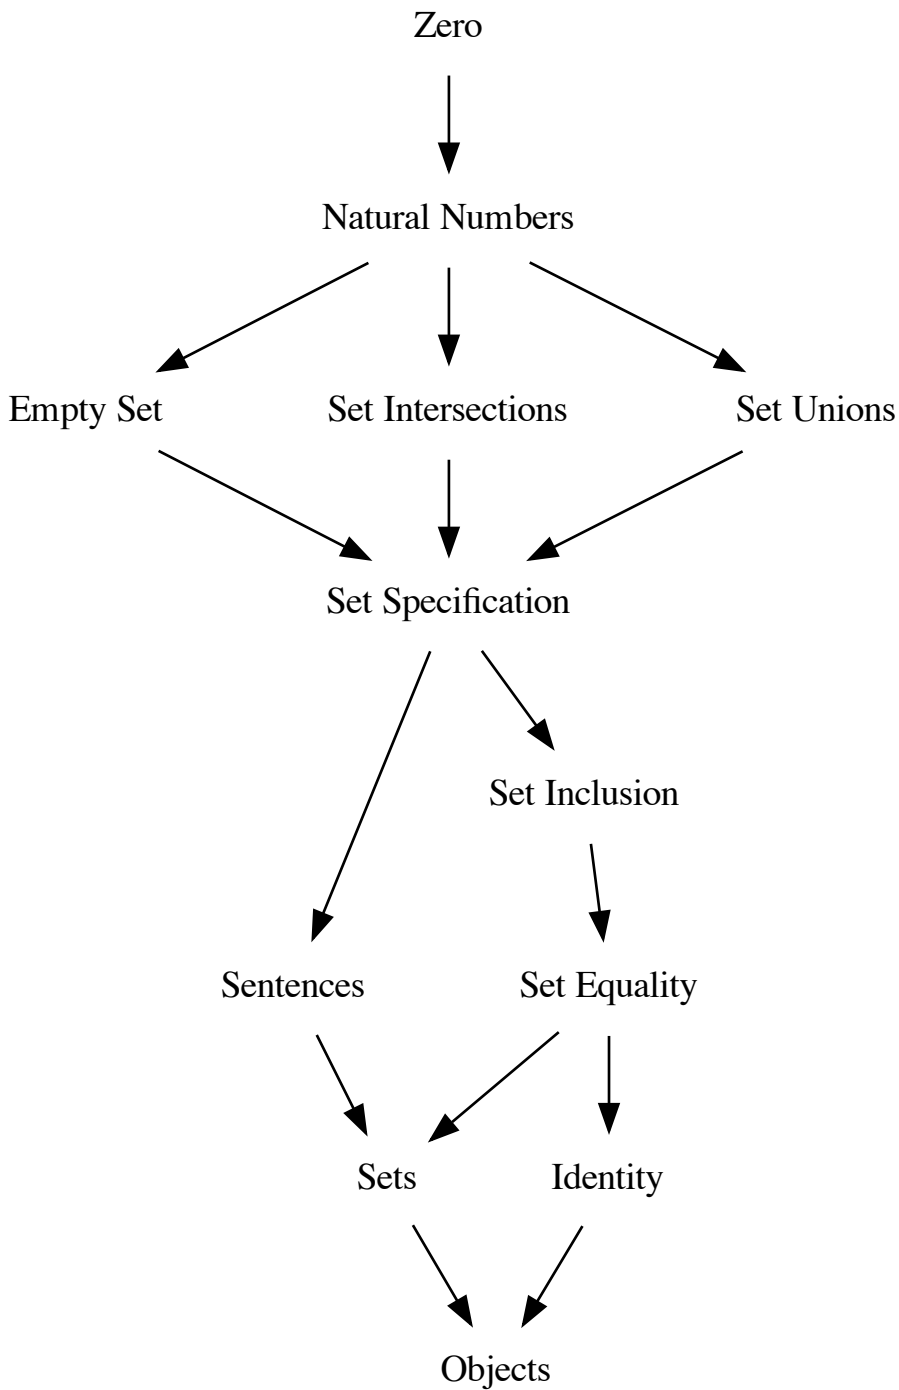 Zero
Natural Numbers
Empty Set
Set Intersections
Set Unions
Set Specification
Set Inclusion
Sentences
Set Equality
Sets
Identity
Objects